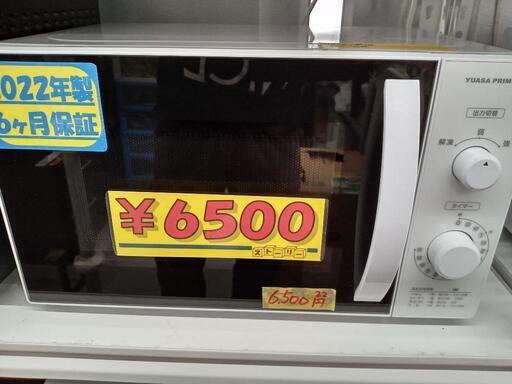 2022年製
6ヶ月保証
YUASA PRIM
出力切替
弱
解凍
強
タイマー
￥6500
ストーリー
6,500円